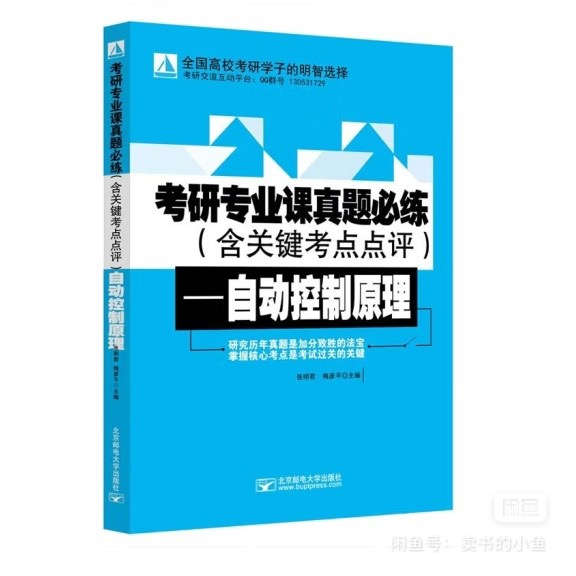 全国高校考研学子的明智选择
考研交流互动平台：QQ群号 130531729
考研专业课真题必练
（含关键考点点评）
—自动控制原理
研究历年真题是加分致胜的法宝
掌握核心考点是考试过关的关键
张明君 梅彦平◎主编
北京邮电大学出版社
www.buptpress.com
考研专业课真题必练（含关键考点点评）自动控制原理
张明君 梅彦平◎主编
北京邮电大学出版社
闲鱼
闲鱼号：卖书的小鱼